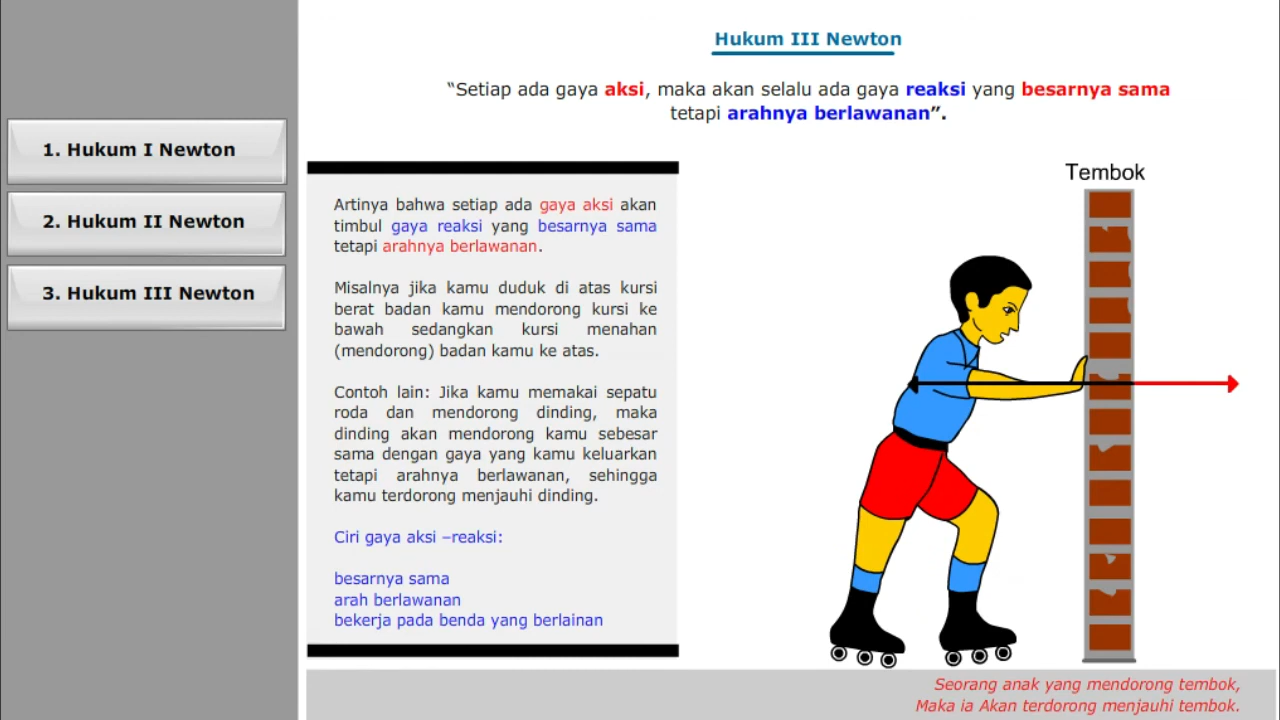 1. Hukum I Newton
2. Hukum II Newton
3. Hukum III Newton
Hukum III Newton
“Setiap ada gaya aksi, maka akan selalu ada gaya reaksi yang besarnya sama
tetapi arahnya berlawanan”.
Artinya bahwa setiap ada gaya aksi akan
timbul gaya reaksi yang besarnya sama
tetapi arahnya berlawanan.
Misalnya jika kamu duduk di atas kursi
berat badan kamu mendorong kursi ke
bawah sedangkan kursi menahan
(mendorong) badan kamu ke atas.
Contoh lain: Jika kamu memakai sepatu
roda dan mendorong dinding, maka
dinding akan mendorong kamu sebesar
sama dengan gaya yang kamu keluarkan
tetapi arahnya berlawanan, sehingga
kamu terdorong menjauhi dinding.
Ciri gaya aksi –reaksi:
besarnya sama
arah berlawanan
bekerja pada benda yang berlainan
Tembok
Seorang anak yang mendorong tembok,
Maka ia Akan terdorong menjauhi tembok.